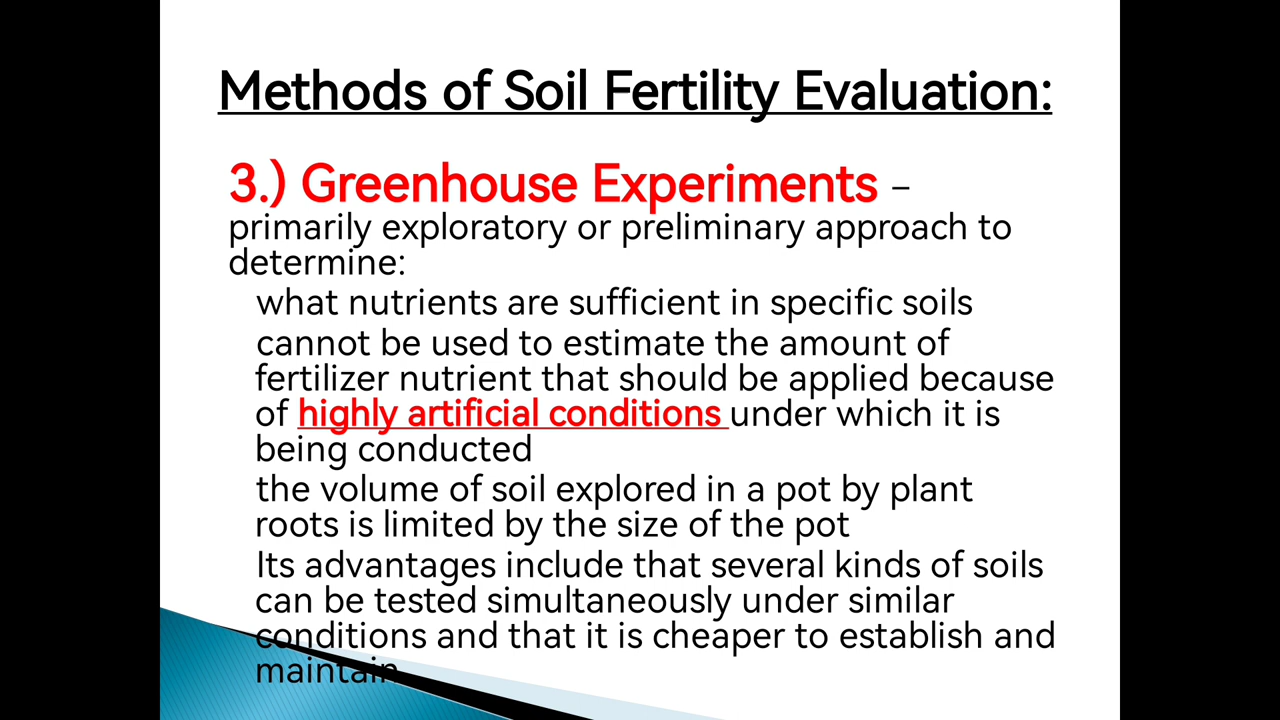 Methods of Soil Fertility Evaluation:
3.) Greenhouse Experiments –
primarily exploratory or preliminary approach to
determine:
what nutrients are sufficient in specific soils
cannot be used to estimate the amount of
fertilizer nutrient that should be applied because
of highly artificial conditions under which it is
being conducted
the volume of soil explored in a pot by plant
roots is limited by the size of the pot
Its advantages include that several kinds of soils
can be tested simultaneously under similar
conditions and that it is cheaper to establish and
maintain